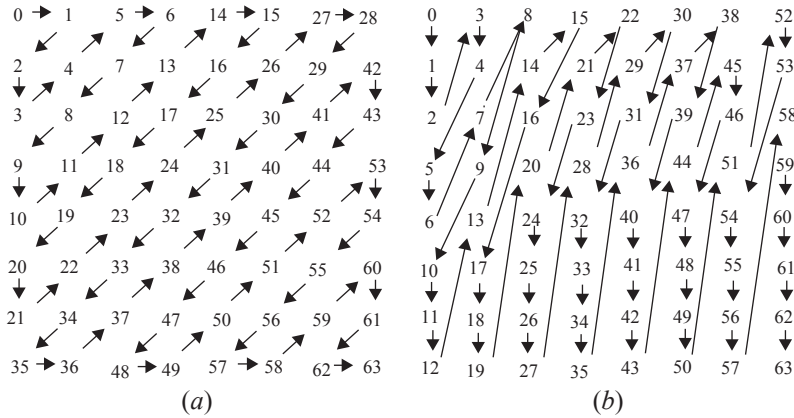 0 1 5 6 14 15 27 28 0 3 8 15 22 30 38 52
2 4 7 13 16 26 29 42 1 4 14 21 29 37 45 53
3 8 12 17 25 30 41 43 2 7 16 23 31 39 46 58
9 11 18 24 31 40 44 53 5 9 20 28 36 44 51 59
10 19 23 32 39 45 52 54 6 13 24 32 40 47 54 60
20 22 33 38 46 51 55 60 10 17 25 33 41 48 55 61
21 34 37 47 50 56 59 61 11 18 26 34 42 49 56 62
35 36 48 49 57 58 62 63 12 19 27 35 43 50 57 63
(a) (b)